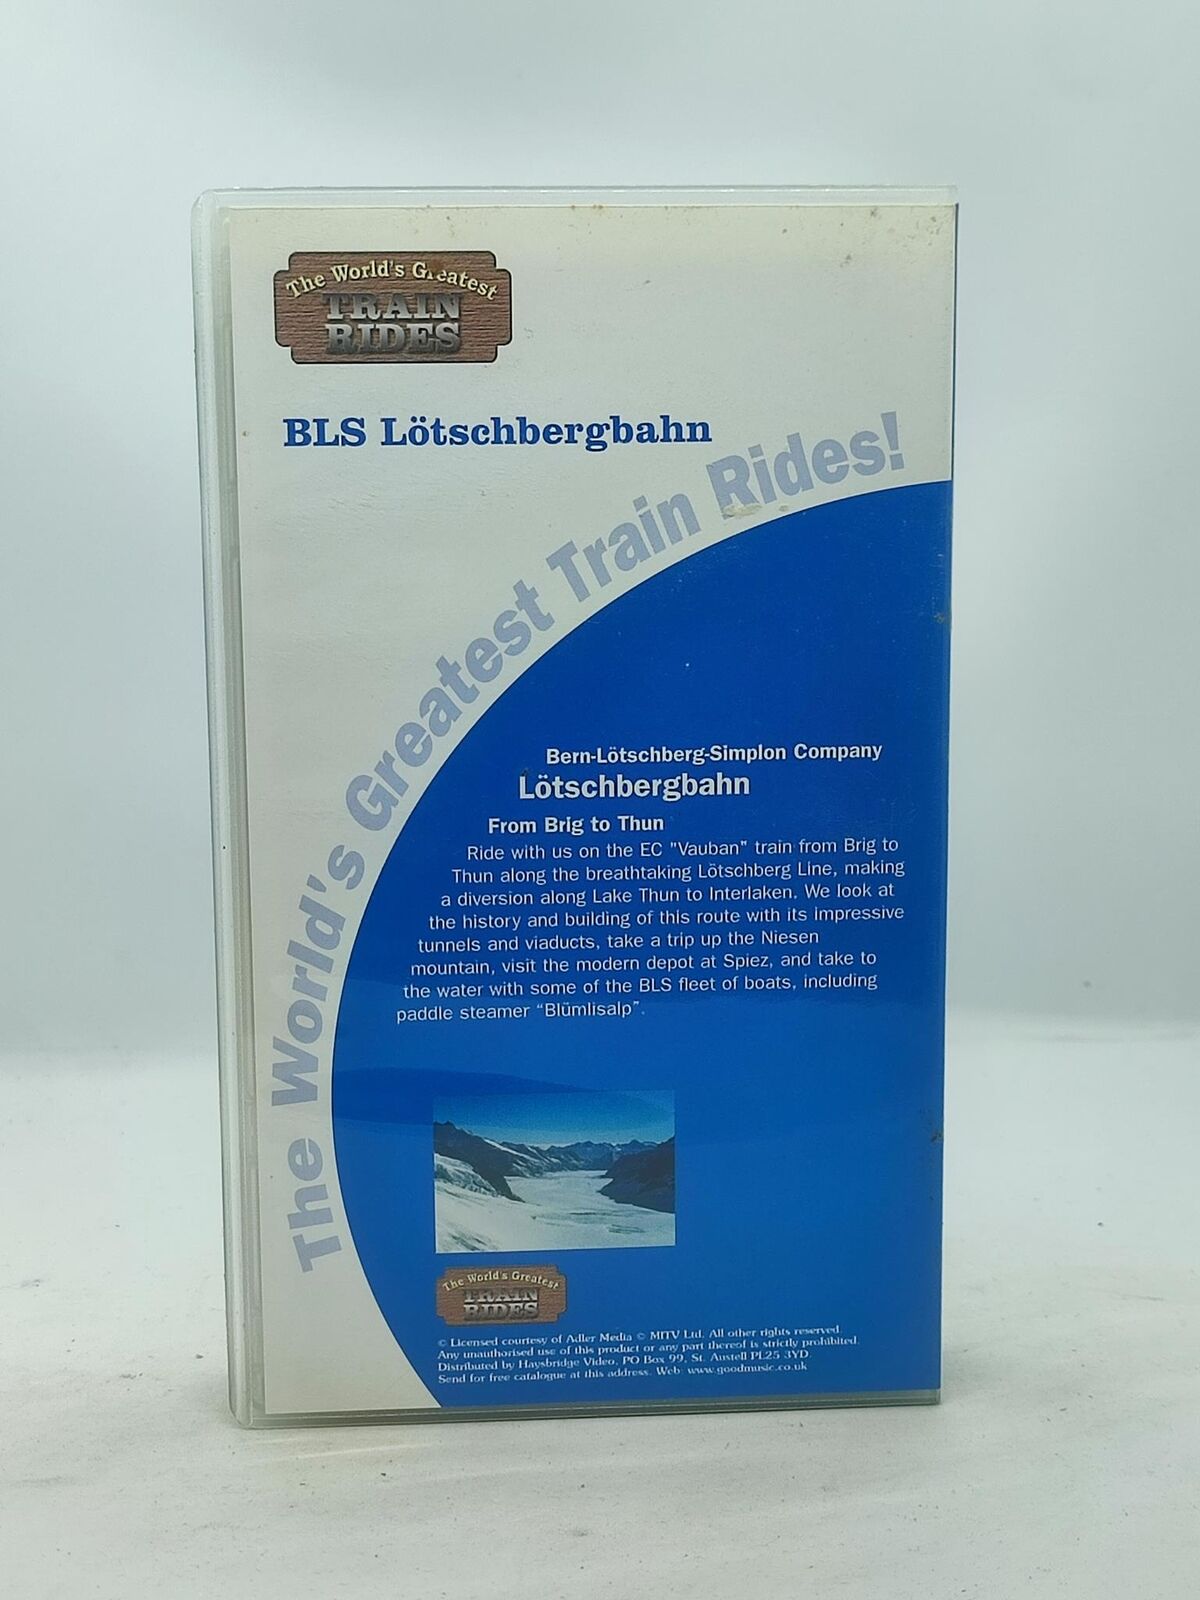 The World's Greatest
TRAIN
RIDES
BLS Lötschbergbahn
The World's Greatest Train Rides!
Bern-Lötschberg-Simplon Company
Lötschbergbahn
From Brig to Thun
Ride with us on the EC "Vauban" train from Brig to
Thun along the breathtaking Lötschberg Line, making
a diversion along Lake Thun to Interlaken. We look at
the history and building of this route with its impressive
tunnels and viaducts, take a trip up the Niesen
mountain, visit the modern depot at Spiez, and take to
the water with some of the BLS fleet of boats, including
paddle steamer “Blümlisalp”.
The World's Greatest
TRAIN
RIDES
© Licensed courtesy of Adler Media © MITV Ltd. All other rights reserved.
Any unauthorised use of this product or any part thereof is strictly prohibited.
Distributed by Haysbridge Video, PO Box 99, St. Austell PL25 3YD.
Send for free catalogue at this address. Web: www.goodmusic.co.uk